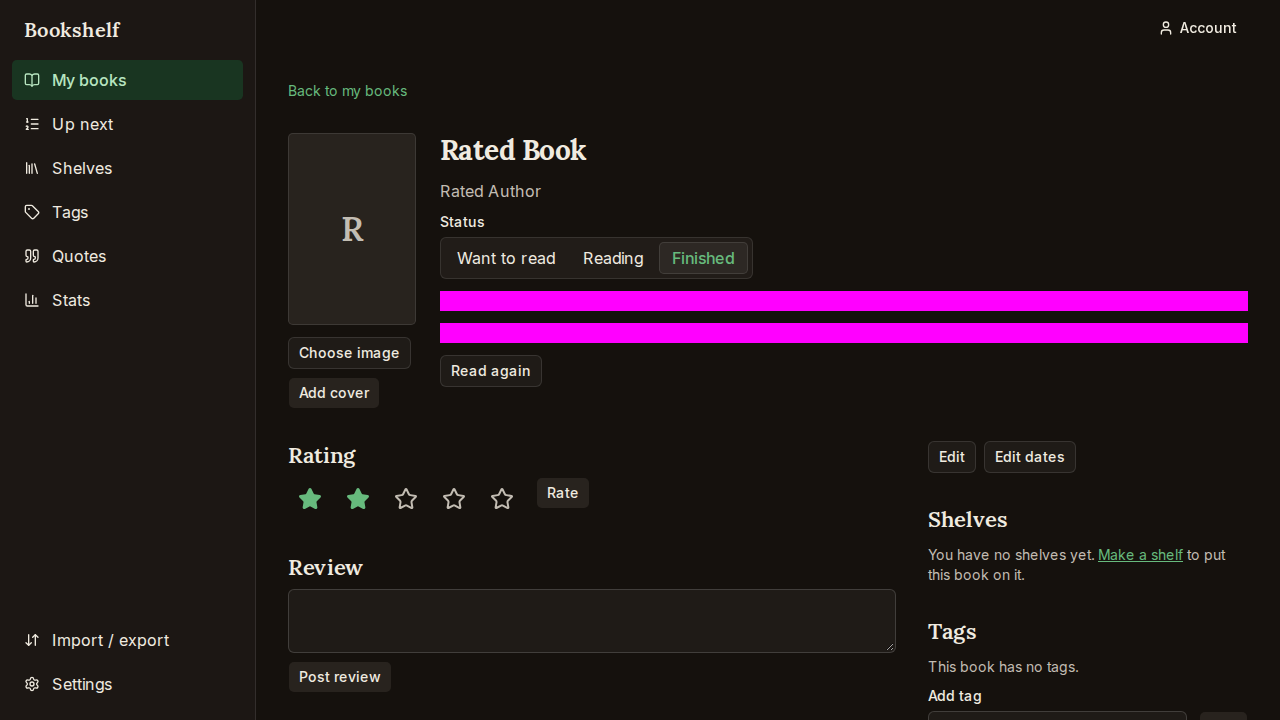 Bookshelf
My books
Up next
Shelves
Tags
Quotes
Stats
Import / export
Settings
Account
Back to my books
R
Choose image
Add cover
Rated Book
Rated Author
Status
Want to read
Reading
Finished
Read again
Rating
Rate
Review
Post review
Edit
Edit dates
Shelves
You have no shelves yet. Make a shelf to put
this book on it.
Tags
This book has no tags.
Add tag